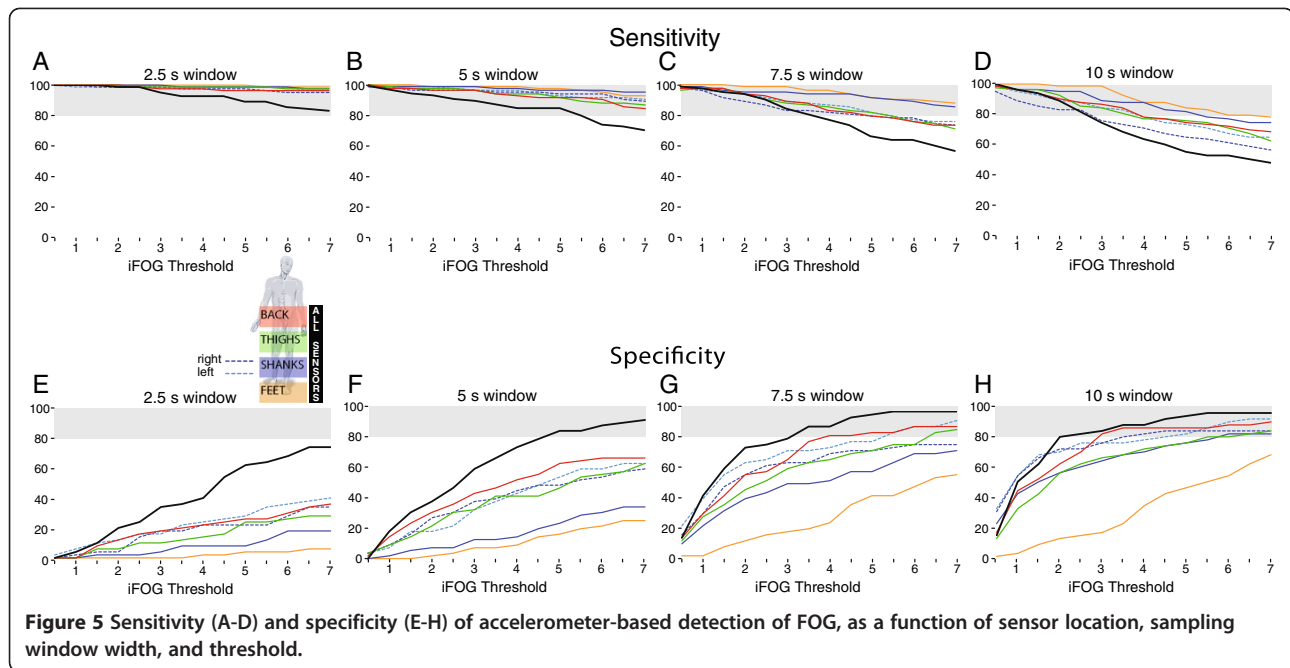 Sensitivity
A B C D
2.5 s window 5 s window 7.5 s window 10 s window
100 100 100 100
80 80 80 80
60 60 60 60
40 40 40 40
20 20 20 20
0 0 0 0
1 2 3 4 5 6 7 1 2 3 4 5 6 7 1 2 3 4 5 6 7 1 2 3 4 5 6 7
iFOG Threshold iFOG Threshold iFOG Threshold iFOG Threshold
BACK
THIGHS
right
SHANKS
left
FEET
ALL SENSORS
Specificity
E F G H
2.5 s window 5 s window 7.5 s window 10 s window
100 100 100 100
80 80 80 80
60 60 60 60
40 40 40 40
20 20 20 20
0 0 0 0
1 2 3 4 5 6 7 1 2 3 4 5 6 7 1 2 3 4 5 6 7 1 2 3 4 5 6 7
iFOG Threshold iFOG Threshold iFOG Threshold iFOG Threshold
Figure 5 Sensitivity (A-D) and specificity (E-H) of accelerometer-based detection of FOG, as a function of sensor location, sampling
window width, and threshold.